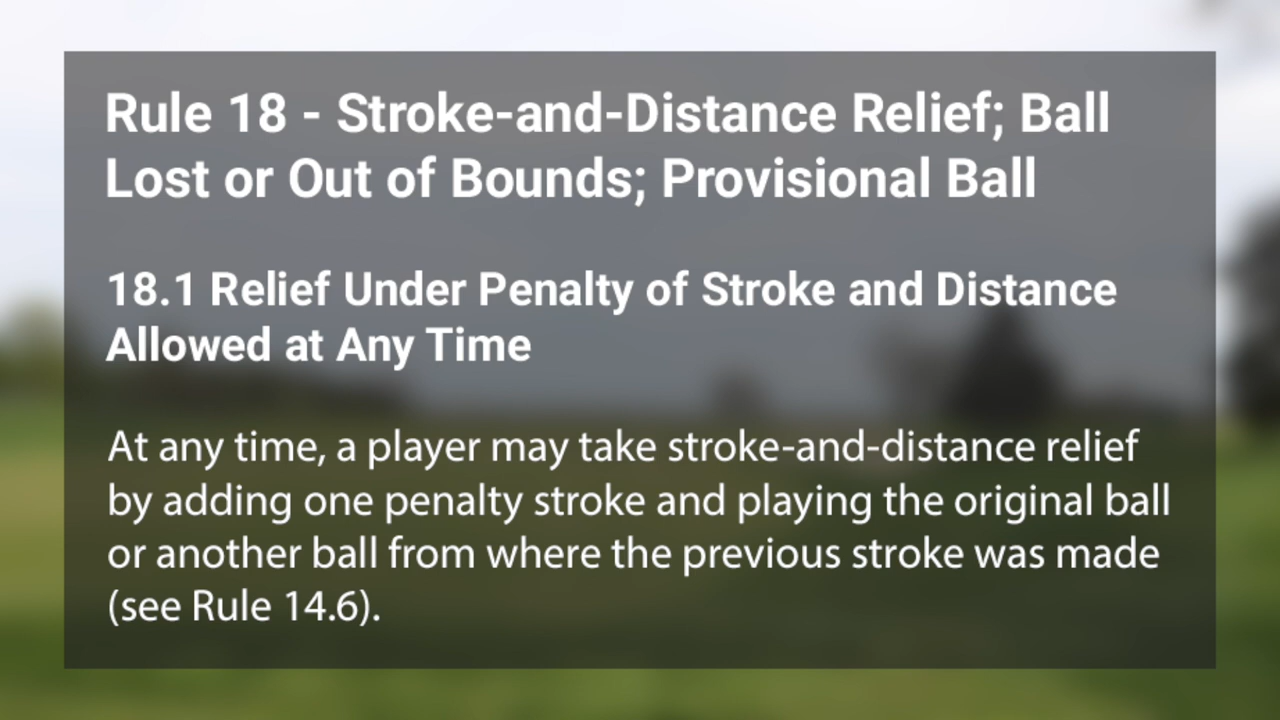 Rule 18 - Stroke-and-Distance Relief; Ball
Lost or Out of Bounds; Provisional Ball
18.1 Relief Under Penalty of Stroke and Distance
Allowed at Any Time
At any time, a player may take stroke-and-distance relief
by adding one penalty stroke and playing the original ball
or another ball from where the previous stroke was made
(see Rule 14.6).